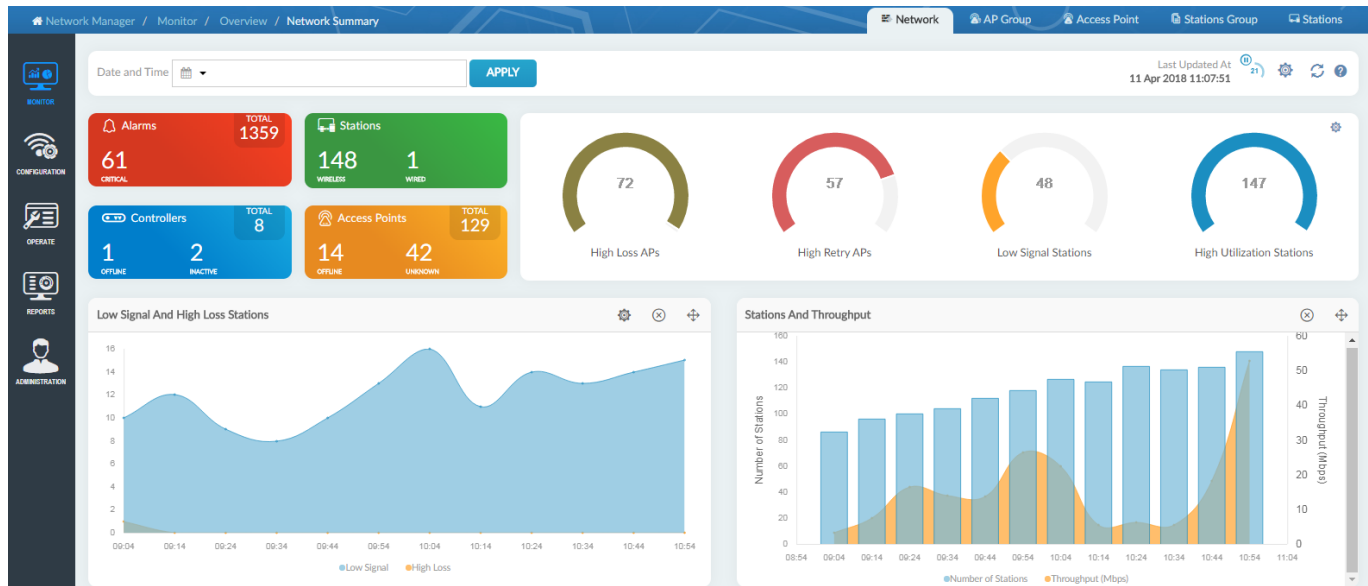 Network Manager / Monitor / Overview / Network Summary
Network
AP Group
Access Point
Stations Group
Stations
MONITOR
CONFIGURATION
OPERATE
REPORTS
ADMINISTRATION
Date and Time
APPLY
Last Updated At
11 Apr 2018 11:07:51
21
Alarms
TOTAL
1359
61
CRITICAL
Stations
148 1
WIRELESS WIRED
Controllers
TOTAL
8
1 2
OFFLINE INACTIVE
Access Points
TOTAL
129
14 42
OFFLINE UNKNOWN
72
High Loss APs
57
High Retry APs
48
Low Signal Stations
147
High Utilization Stations
Low Signal And High Loss Stations
16
14
12
10
8
6
4
2
0
09:04 09:14 09:24 09:34 09:44 09:54 10:04 10:14 10:24 10:34 10:44 10:54
Low Signal High Loss
Stations And Throughput
Number of Stations
160
140
120
100
80
60
40
20
0
60
50
40
30
20
10
0
Throughput (Mbps)
08:54 09:04 09:14 09:24 09:34 09:44 09:54 10:04 10:14 10:24 10:34 10:44 10:54 11:04
Number of Stations Throughput (Mbps)